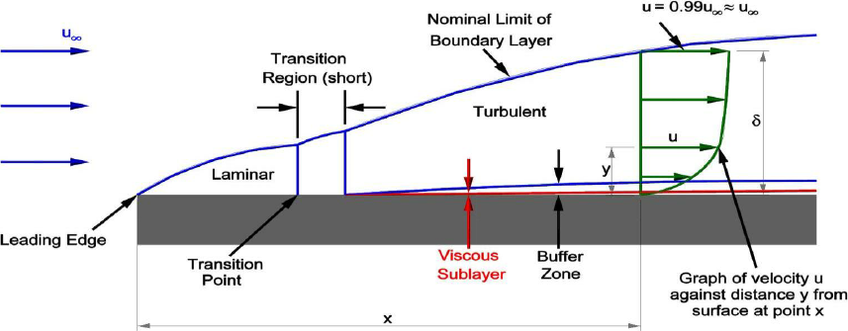 u∞
Transition
Region (short)
Nominal Limit of
Boundary Layer
u = 0.99u∞ ≈ u∞
Turbulent
δ
u
y
Laminar
Leading Edge
Transition
Point
Viscous
Sublayer
Buffer
Zone
Graph of velocity u
against distance y from
surface at point x
x